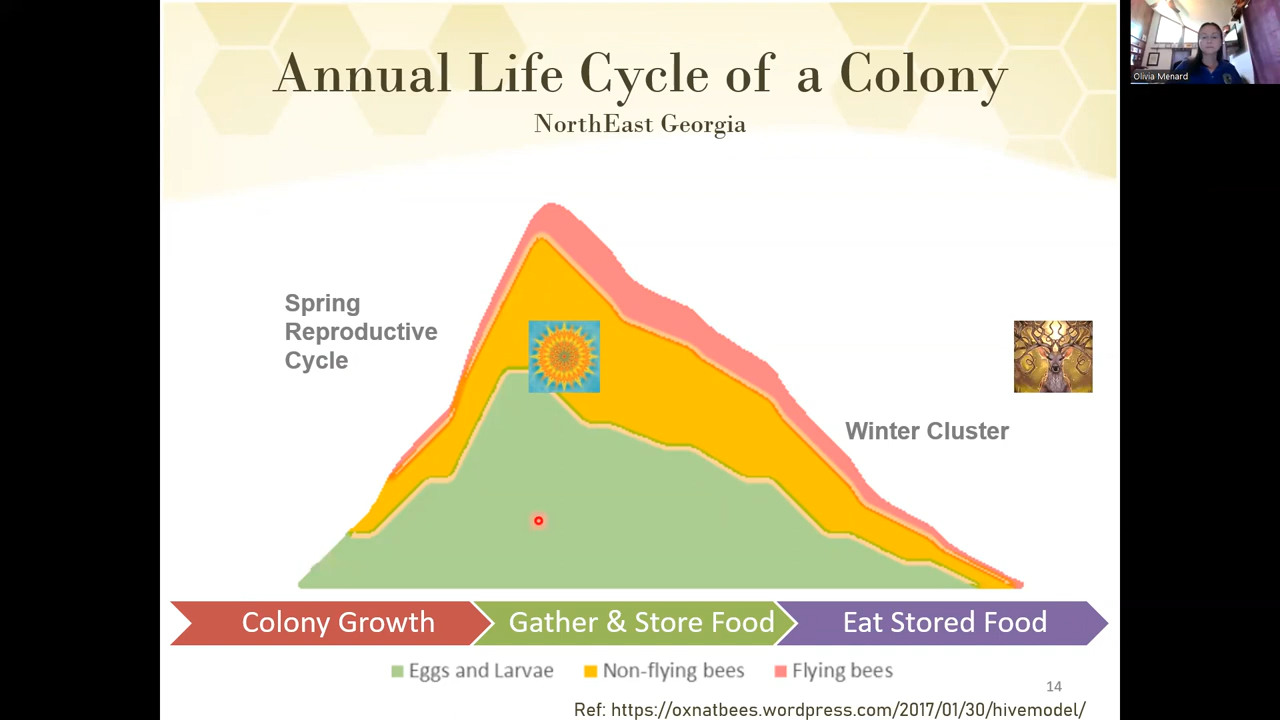 Annual Life Cycle of a Colony
NorthEast Georgia
Olivia Menard
Spring
Reproductive
Cycle
Winter Cluster
Colony Growth
Gather & Store Food
Eat Stored Food
Eggs and Larvae
Non-flying bees
Flying bees
14
Ref: https://oxnatbees.wordpress.com/2017/01/30/hivemodel/